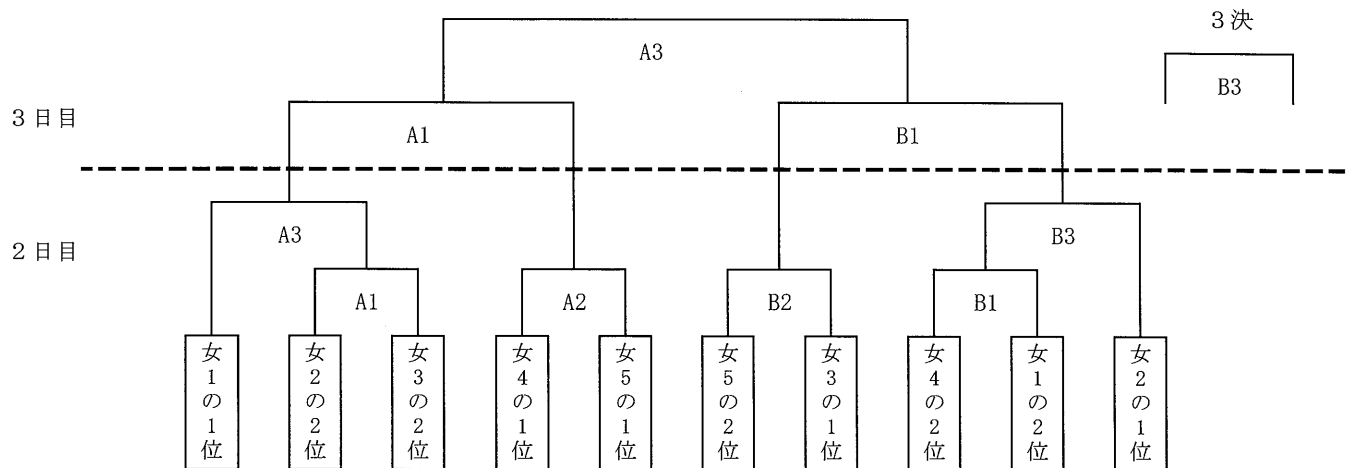 3決
A3
B3
3日目
A1
B1
A3
B3
2日目
A1
A2
B2
B1
女1の1位
女2の2位
女3の2位
女4の1位
女5の1位
女5の2位
女3の1位
女4の2位
女1の2位
女2の1位